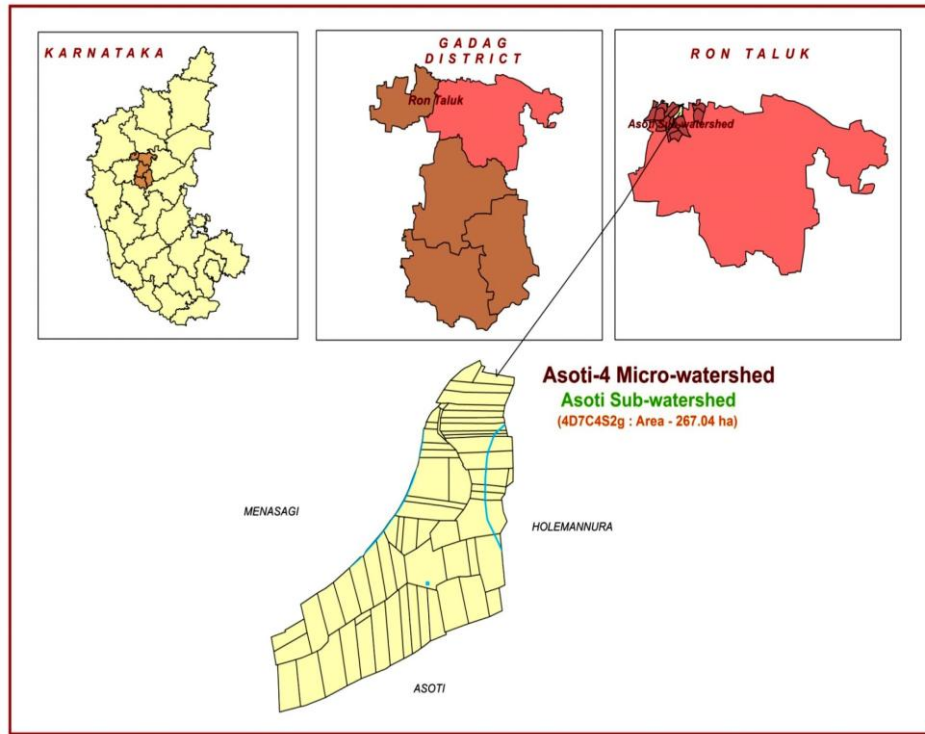 KARNATAKA
GADAG
DISTRICT
Ron Taluk
RON TALUK
Asoti Sub-watershed
Asoti-4 Micro-watershed
Asoti Sub-watershed
(4D7C4S2g : Area - 267.04 ha)
MENASAGI
HOLEMANNURA
ASOTI